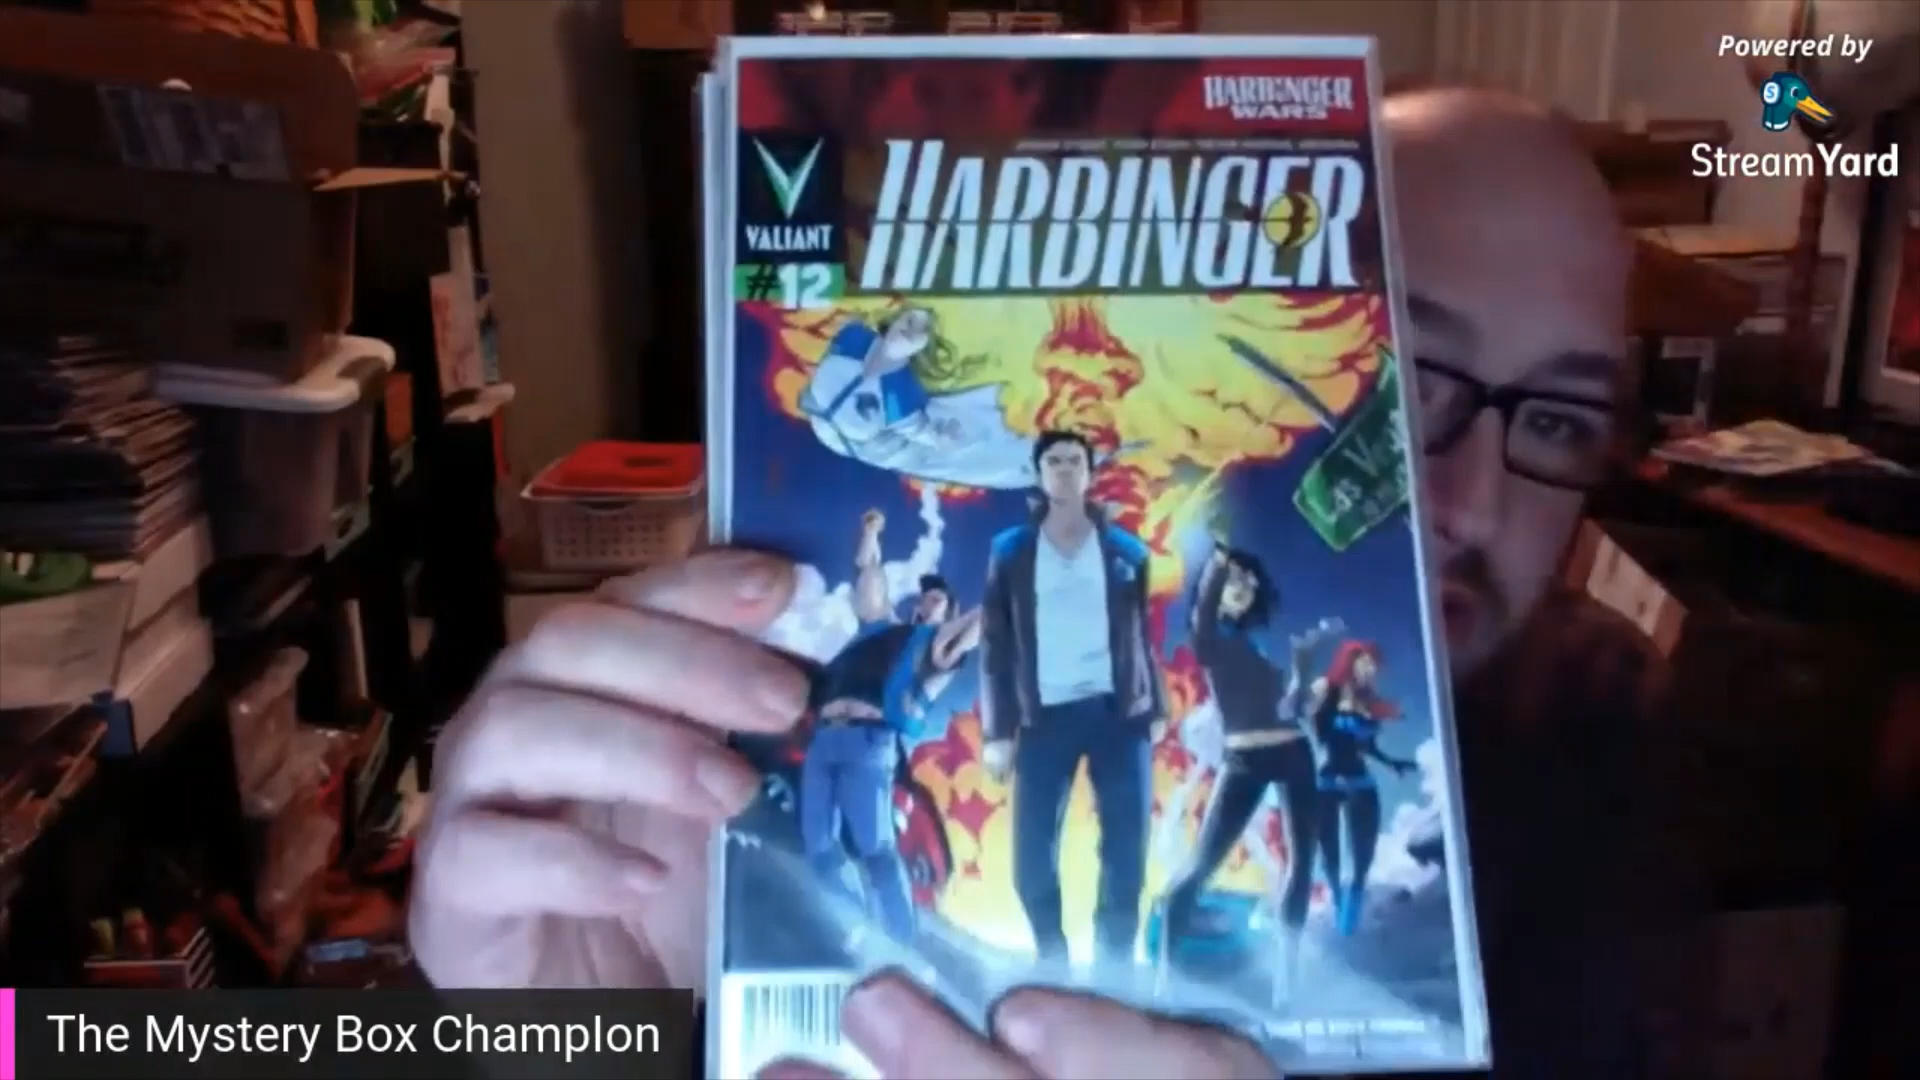 Powered by
StreamYard
HARBINGER
WARS
VALIANT
#12
HARBINGER
The Mystery Box ChampIon